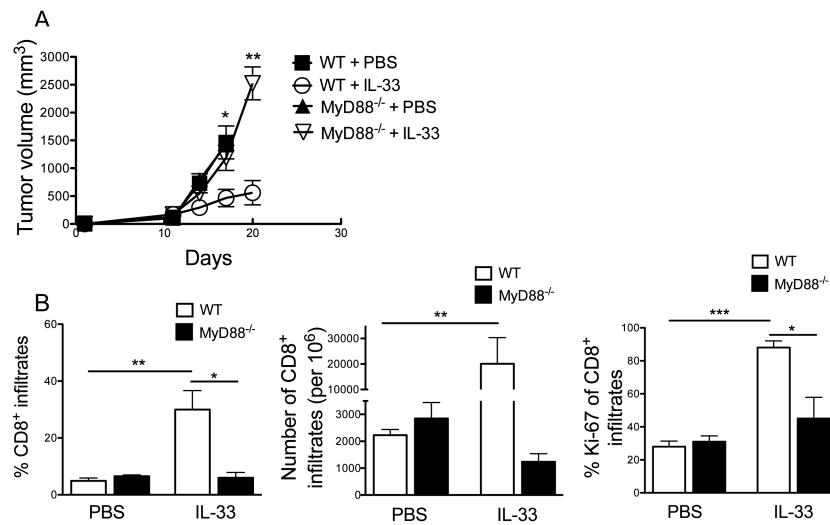 A
Tumor volume (mm3)
3000
2500
2000
1500
1000
500
0
0
10
20
30
Days
*
**
WT + PBS
WT + IL-33
MyD88-/- + PBS
MyD88-/- + IL-33
B
WT
MyD88-/-
% CD8+ infiltrates
60
40
20
0
**
*
PBS
IL-33
WT
MyD88-/-
Number of CD8+
infiltrates (per 106)
30000
20000
10000
3000
2000
1000
0
**
PBS
IL-33
WT
MyD88-/-
% Ki-67 of CD8+
infiltrates
100
80
60
40
20
0
***
*
PBS
IL-33